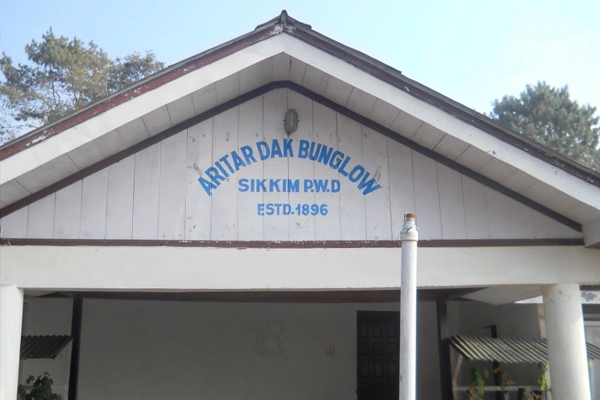 ARITAR DAK BUNGLOW
SIKKIM P.W.D
ESTD.1896